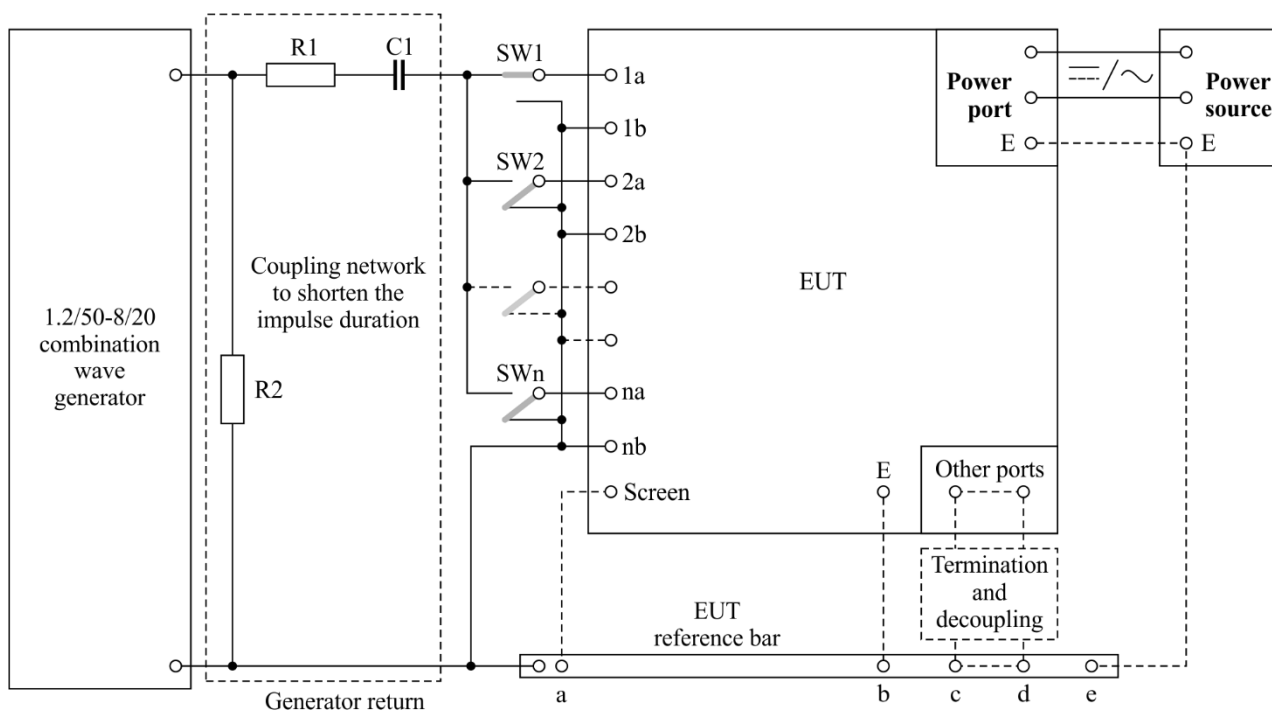 R1
C1
SW1
1a
1b
SW2
2a
2b
SWn
na
nb
Screen
Power
port
E
Power
source
E
EUT
Coupling network
to shorten the
impulse duration
1.2/50-8/20
combination
wave
generator
R2
E
Other ports
Termination
and
decoupling
EUT
reference bar
Generator return
a
b
c
d
e